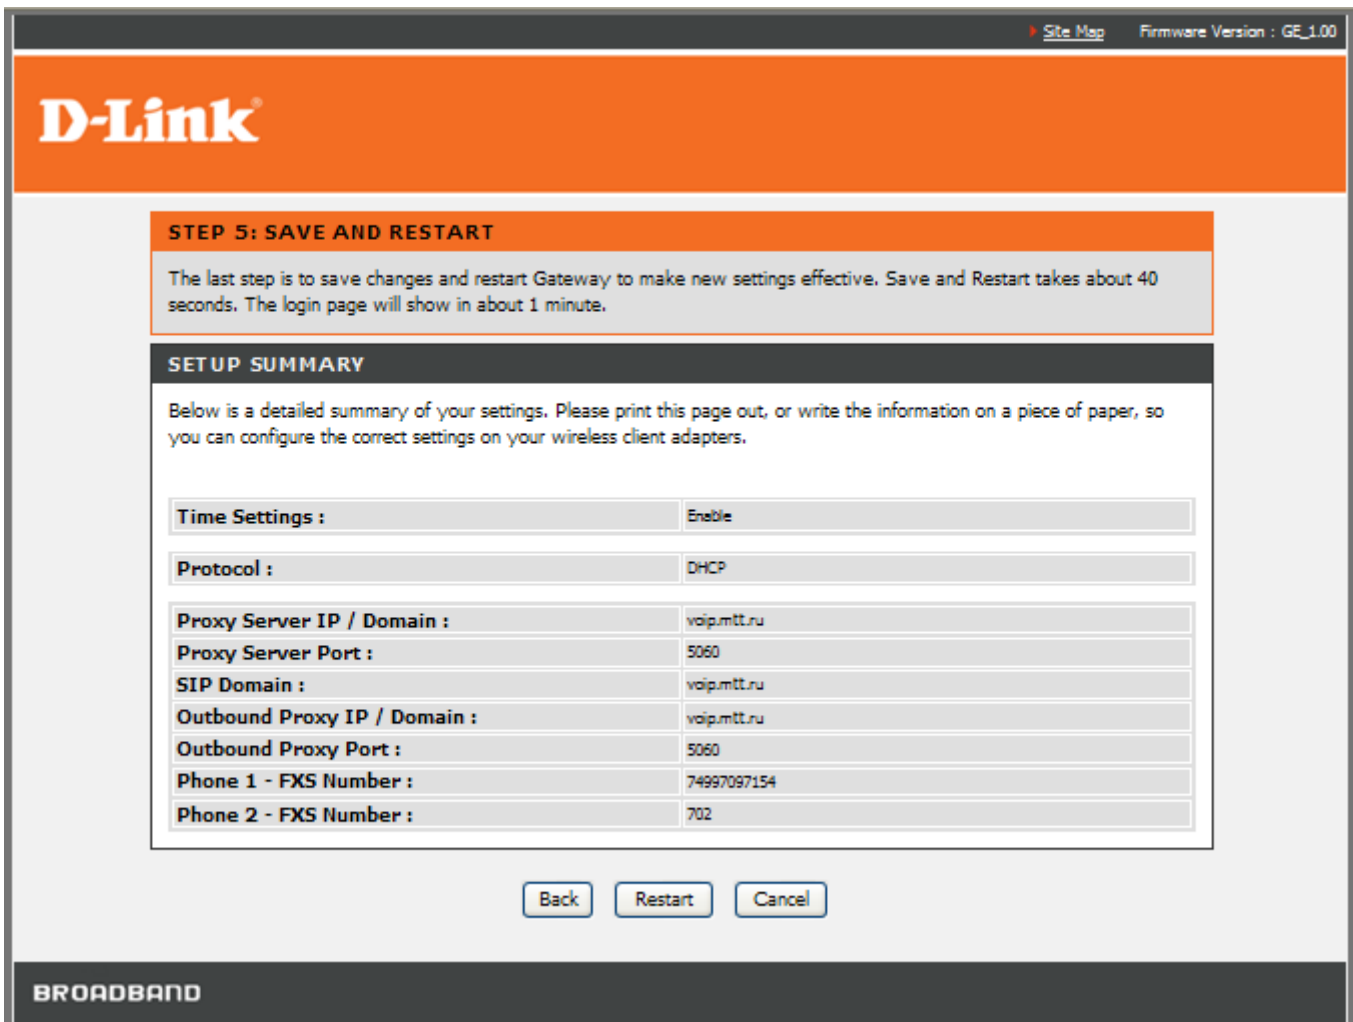 Site Map Firmware Version : GE_1.00
D-Link®
STEP 5: SAVE AND RESTART
The last step is to save changes and restart Gateway to make new settings effective. Save and Restart takes about 40
seconds. The login page will show in about 1 minute.
SETUP SUMMARY
Below is a detailed summary of your settings. Please print this page out, or write the information on a piece of paper, so
you can configure the correct settings on your wireless client adapters.
Time Settings : Enable
Protocol : DHCP
Proxy Server IP / Domain : voip.mtt.ru
Proxy Server Port : 5060
SIP Domain : voip.mtt.ru
Outbound Proxy IP / Domain : voip.mtt.ru
Outbound Proxy Port : 5060
Phone 1 - FXS Number : 74997097154
Phone 2 - FXS Number : 702
Back Restart Cancel
BROADBAND